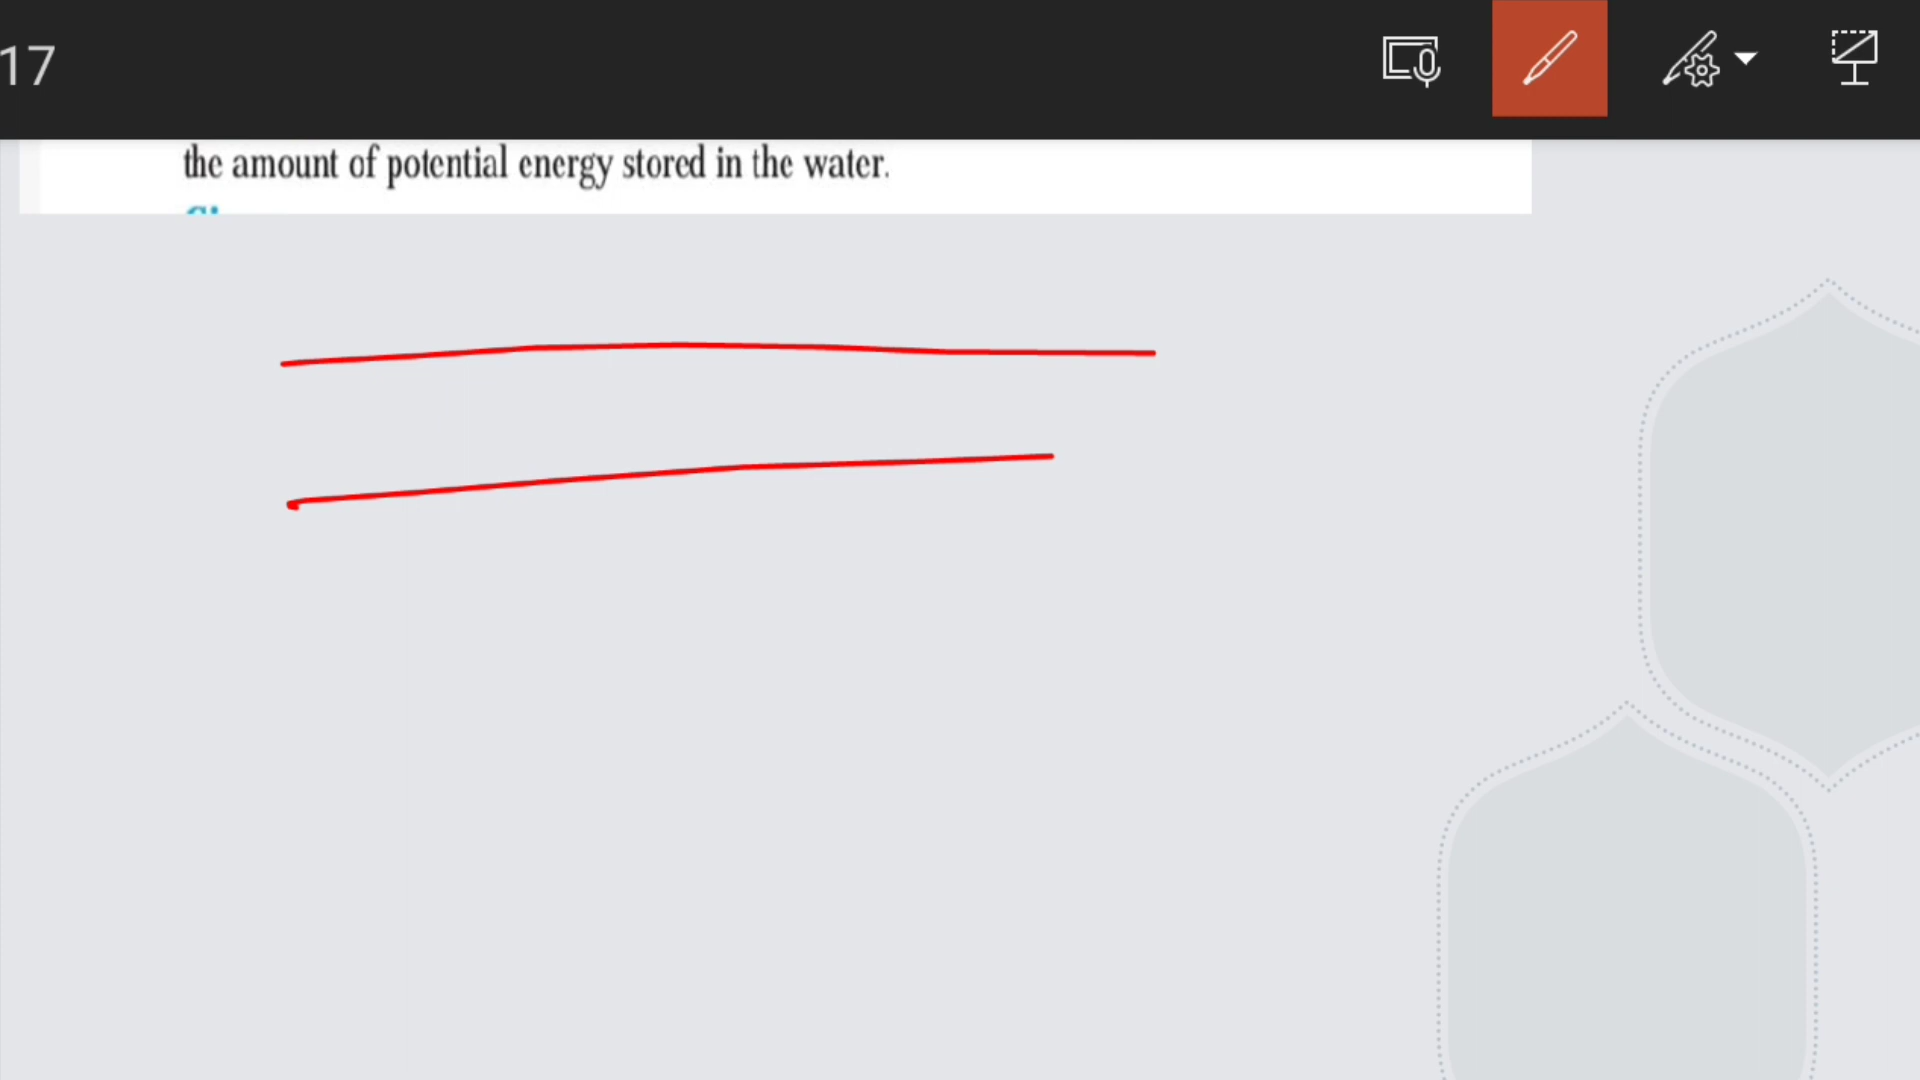 17
the amount of potential energy stored in the water.